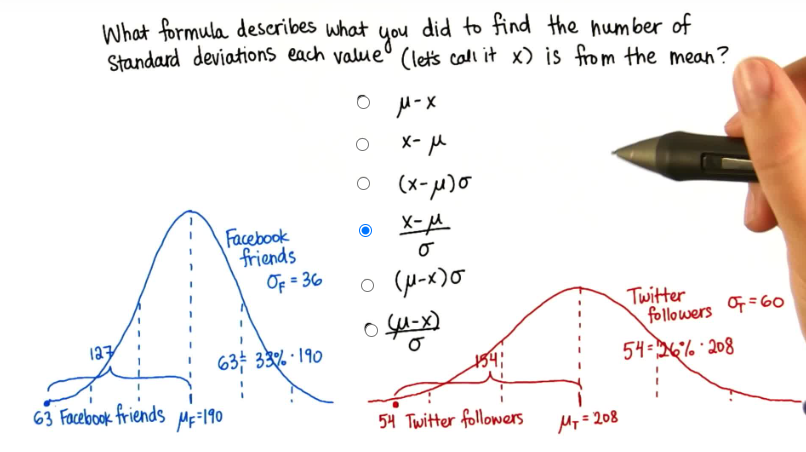 What formula describes what you did to find the number of
Standard deviations each value (let's call it x) is from the mean?
μ-x
x-μ
(x-μ)σ
x-μ
σ
(μ-x)σ
(μ-x)
σ
Facebook
friends
σF = 36
127
63= 33% · 190
63 Facebook friends μF=190
Twitter
followers σT=60
54=26% · 208
154
54 Twitter followers μT = 208